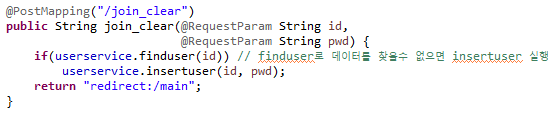 @PostMapping("/join_clear")
public String join_clear(@RequestParam String id,
@RequestParam String pwd) {
if(userservice.finduser(id)) // finduser로 데이터를 찾을수 없으면 insertuser 실행
userservice.insertuser(id, pwd);
return "redirect:/main";
}